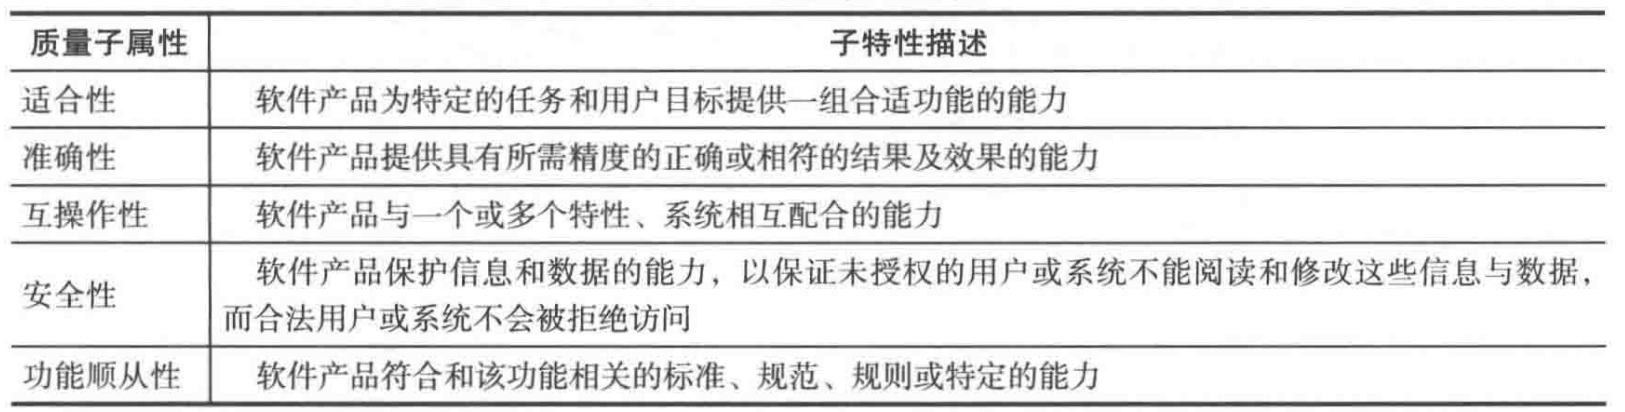 质量子属性 子特性描述
适合性 软件产品为特定的任务和用户目标提供一组合适功能的能力
准确性 软件产品提供具有所需精度的正确或相符的结果及效果的能力
互操作性 软件产品与一个或多个特性、系统相互配合的能力
安全性 软件产品保护信息和数据的能力，以保证未授权的用户或系统不能阅读和修改这些信息与数据，
而合法用户或系统不会被拒绝访问
功能顺从性 软件产品符合和该功能相关的标准、规范、规则或特定的能力